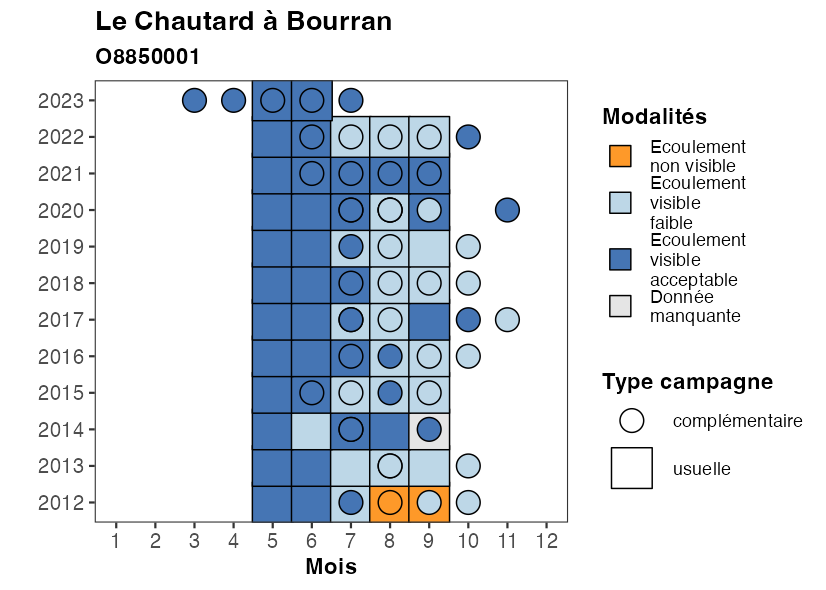 Le Chautard à Bourran
O8850001
2023
2022
2021
2020
2019
2018
2017
2016
2015
2014
2013
2012
1 2 3 4 5 6 7 8 9 10 11 12
Mois
Modalités
Ecoulement
non visible
Ecoulement
visible
faible
Ecoulement
visible
acceptable
Donnée
manquante
Type campagne
complémentaire
usuelle